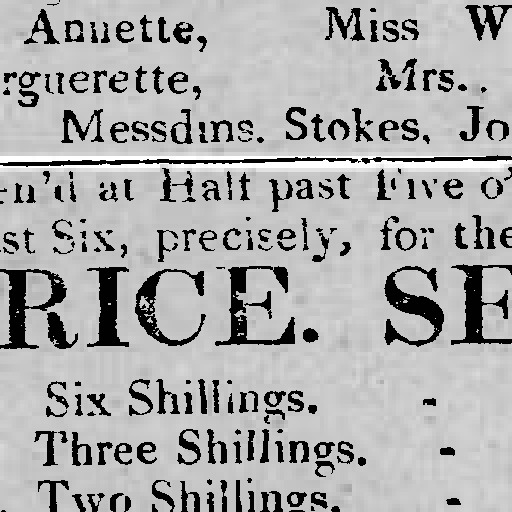 Annette, Miss W
rguerette, Mrs. .
Messdms. Stokes, Jo
en'd at Half past Five o'
st Six, precisely, for the
RICE. SE
Six Shillings. -
Three Shillings. -
. Two Shillings. -